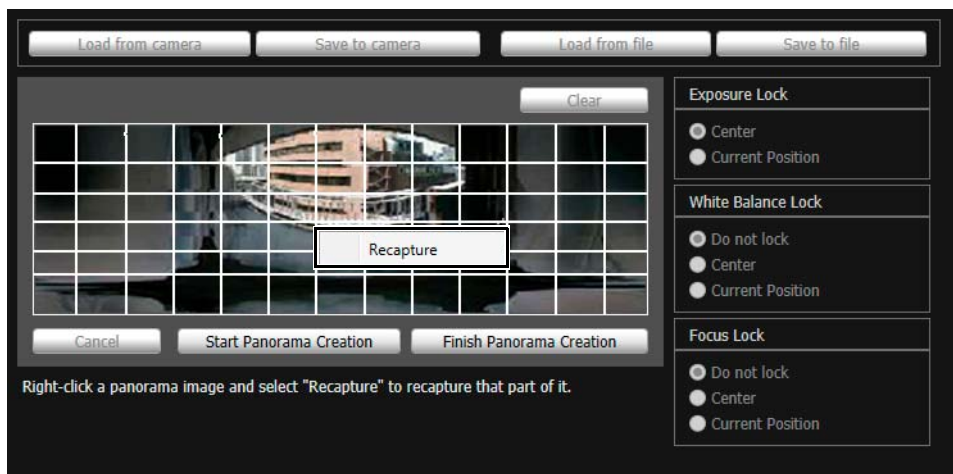 Load from camera
Save to camera
Load from file
Save to file
Clear
Recapture
Cancel
Start Panorama Creation
Finish Panorama Creation
Right-click a panorama image and select "Recapture" to recapture that part of it.
Exposure Lock
Center
Current Position
White Balance Lock
Do not lock
Center
Current Position
Focus Lock
Do not lock
Center
Current Position